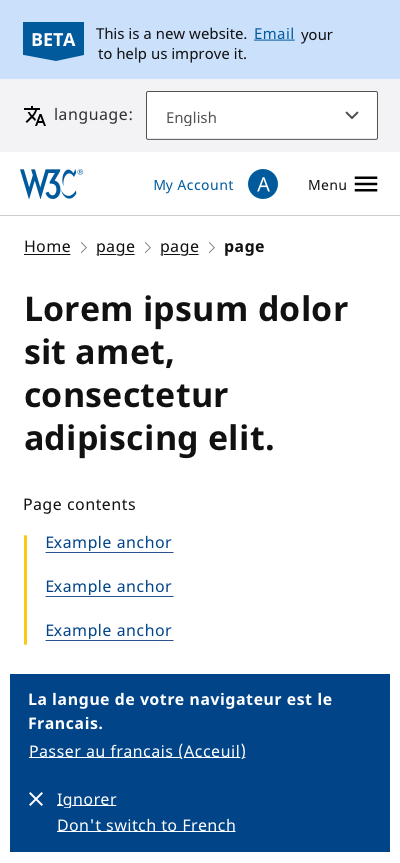 BETA This is a new website. Email your
to help us improve it.
language: English
W3C® My Account A Menu
Home page page page
Lorem ipsum dolor
sit amet,
consectetur
adipiscing elit.
Page contents
Example anchor
Example anchor
Example anchor
La langue de votre navigateur est le
Francais.
Passer au francais (Acceuil)
Ignorer
Don't switch to French